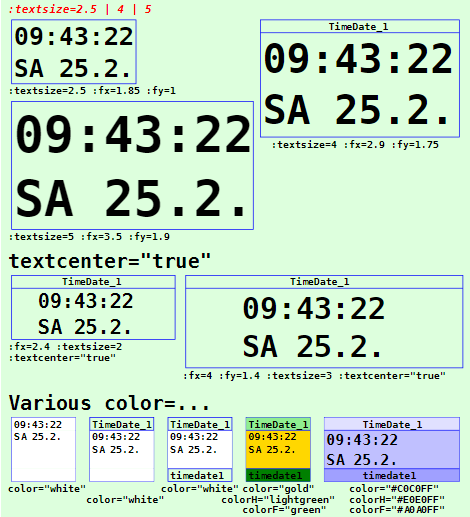 :textsize=2.5 | 4 | 5
09:43:22
SA 25.2.
:textsize=2.5 :fx=1.85 :fy=1
TimeDate_1
09:43:22
SA 25.2.
:textsize=4 :fx=2.9 :fy=1.75
09:43:22
SA 25.2.
:textsize=5 :fx=3.5 :fy=1.9
textcenter="true"
TimeDate_1
09:43:22
SA 25.2.
:fx=2.4 :textsize=2
:textcenter="true"
TimeDate_1
09:43:22
SA 25.2.
:fx=4 :fy=1.4 :textsize=3 :textcenter="true"
Various color=...
09:43:22
SA 25.2.
color="white"
TimeDate_1
09:43:22
SA 25.2.
color="white"
TimeDate_1
09:43:22
SA 25.2.
timedate1
color="white"
TimeDate_1
09:43:22
SA 25.2.
timedate1
color="gold"
colorH="lightgreen"
colorF="green"
TimeDate_1
09:43:22
SA 25.2.
timedate1
color="#C0C0FF"
colorH="#E0E0FF"
colorF="#A0A0FF"